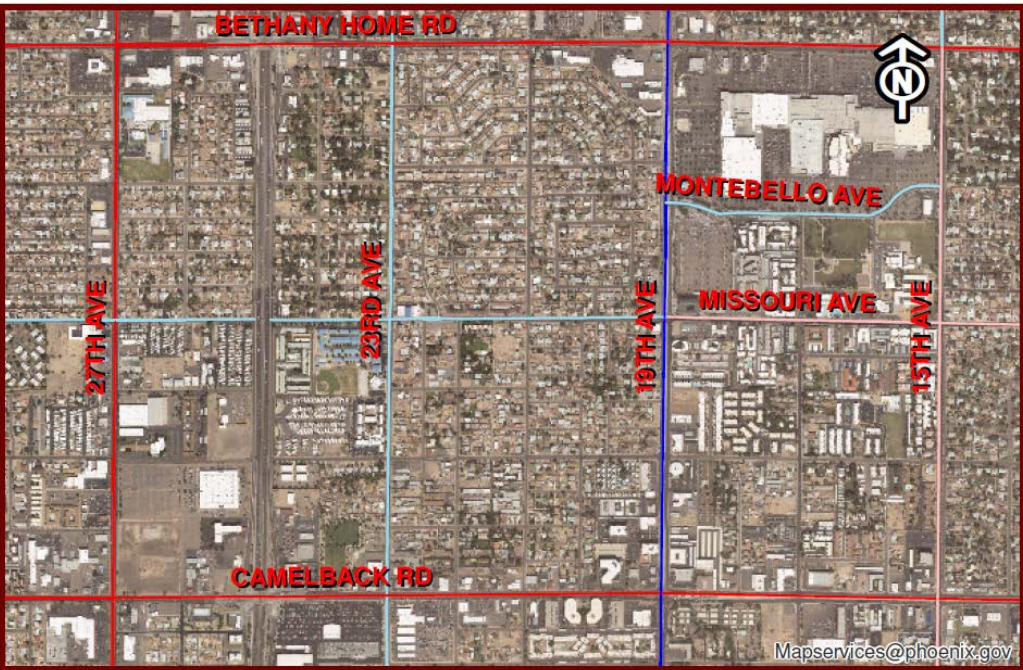 BETHANY HOME RD
N
MONTEBELLO AVE
23RD AVE
27TH AVE
19TH AVE
MISSOURI AVE
15TH AVE
CAMELBACK RD
Mapservices@phoenix.gov